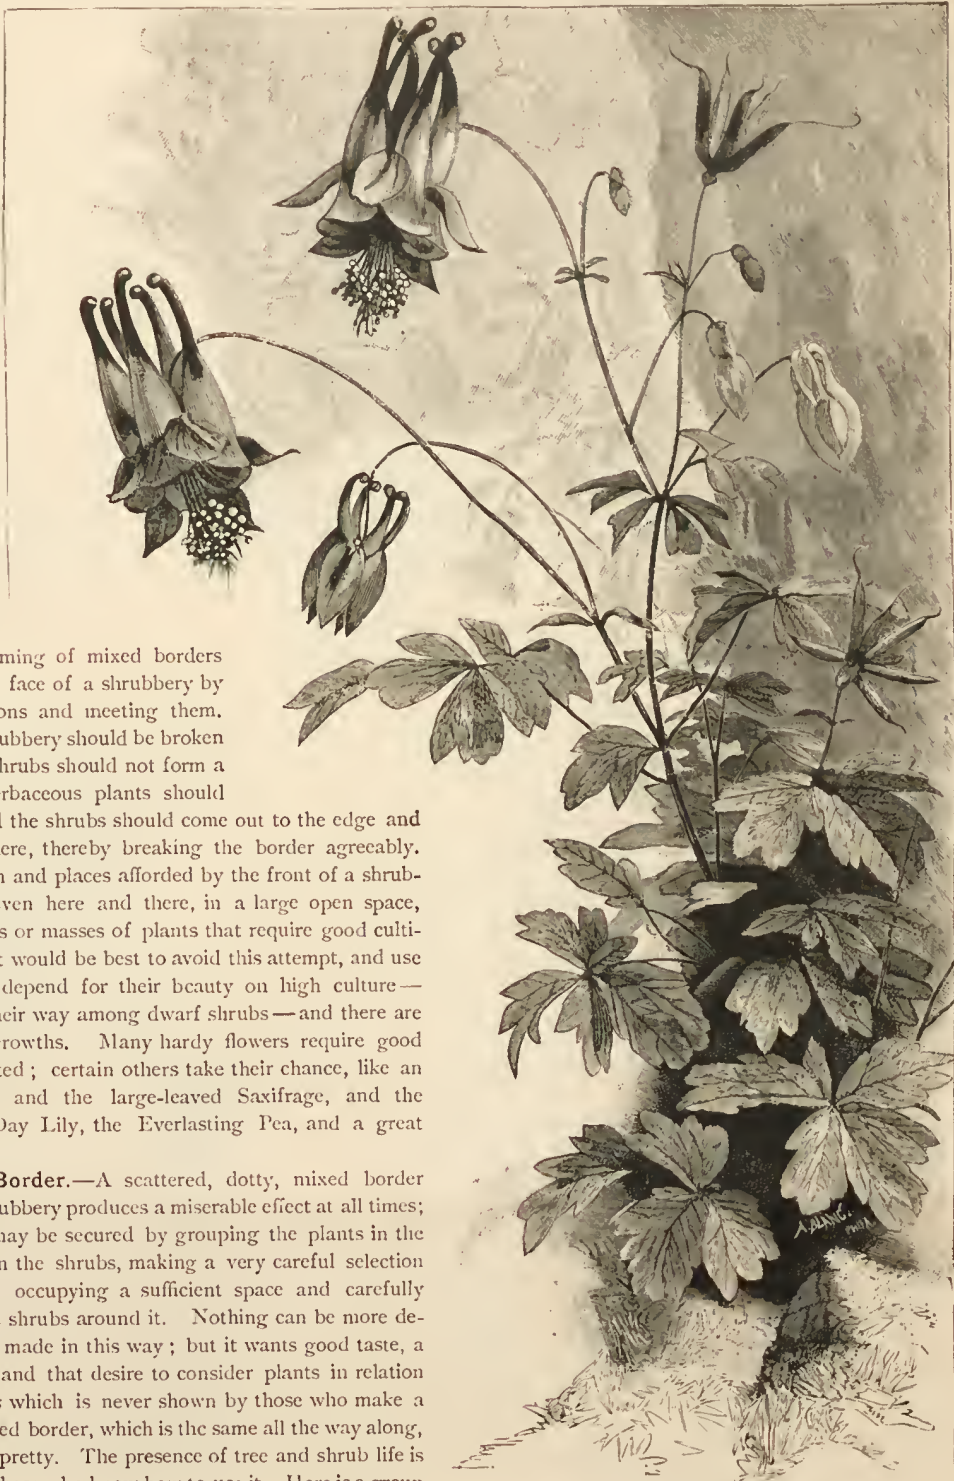 ming of mixed borders
face of a shrubbery by
ons and meeting them.
ubbery should be broken
hrubs should not form a
rbaceous plants should
the shrubs should come out to the edge and
ere, thereby breaking the border agreeably.
and places afforded by the front of a shrub-
ven here and there, in a large open space,
s or masses of plants that require good culti-
would be best to avoid this attempt, and use
depend for their beauty on high culture—
eir way among dwarf shrubs—and there are
rowths. Many hardy flowers require good
ed ; certain others take their chance, like an
and the large-leaved Saxifrage, and the
Day Lily, the Everlasting Pea, and a great
Border.—A scattered, dotty, mixed border
ubbery produces a miserable effect at all times;
may be secured by grouping the plants in the
n the shrubs, making a very careful selection
occupying a sufficient space and carefully
shrubs around it. Nothing can be more de-
made in this way ; but it wants good taste, a
and that desire to consider plants in relation
which is never shown by those who make a
ed border, which is the same all the way along,
pretty. The presence of tree and shrub life is
A. BLANC.
PHILA.